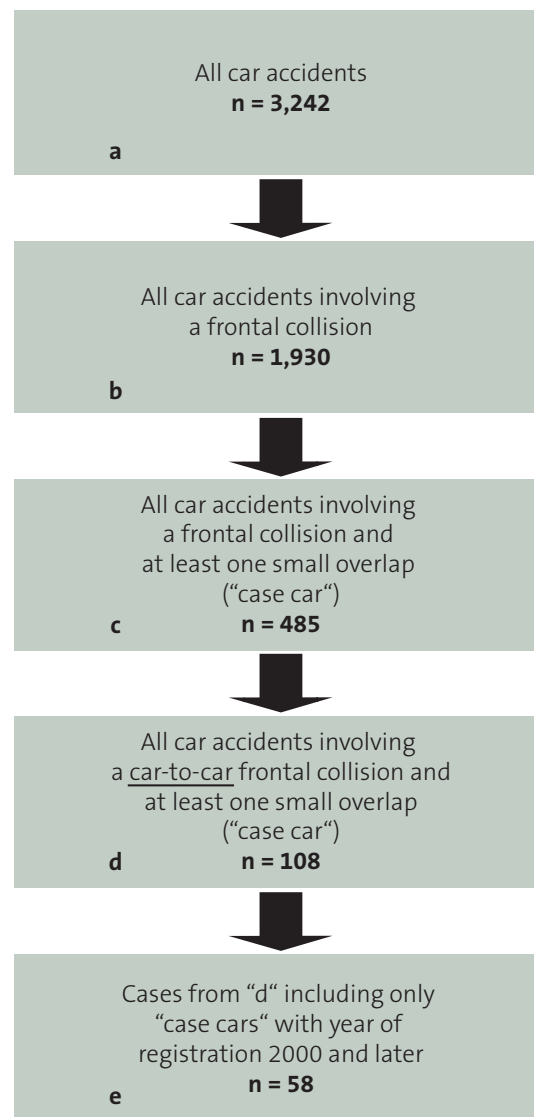 All car accidents
n = 3,242
a
All car accidents involving
a frontal collision
n = 1,930
b
All car accidents involving
a frontal collision and
at least one small overlap
(“case car“)
c n = 485
All car accidents involving
a car-to-car frontal collision and
at least one small overlap
(“case car“)
d n = 108
Cases from “d“ including only
“case cars“ with year of
registration 2000 and later
n = 58
e